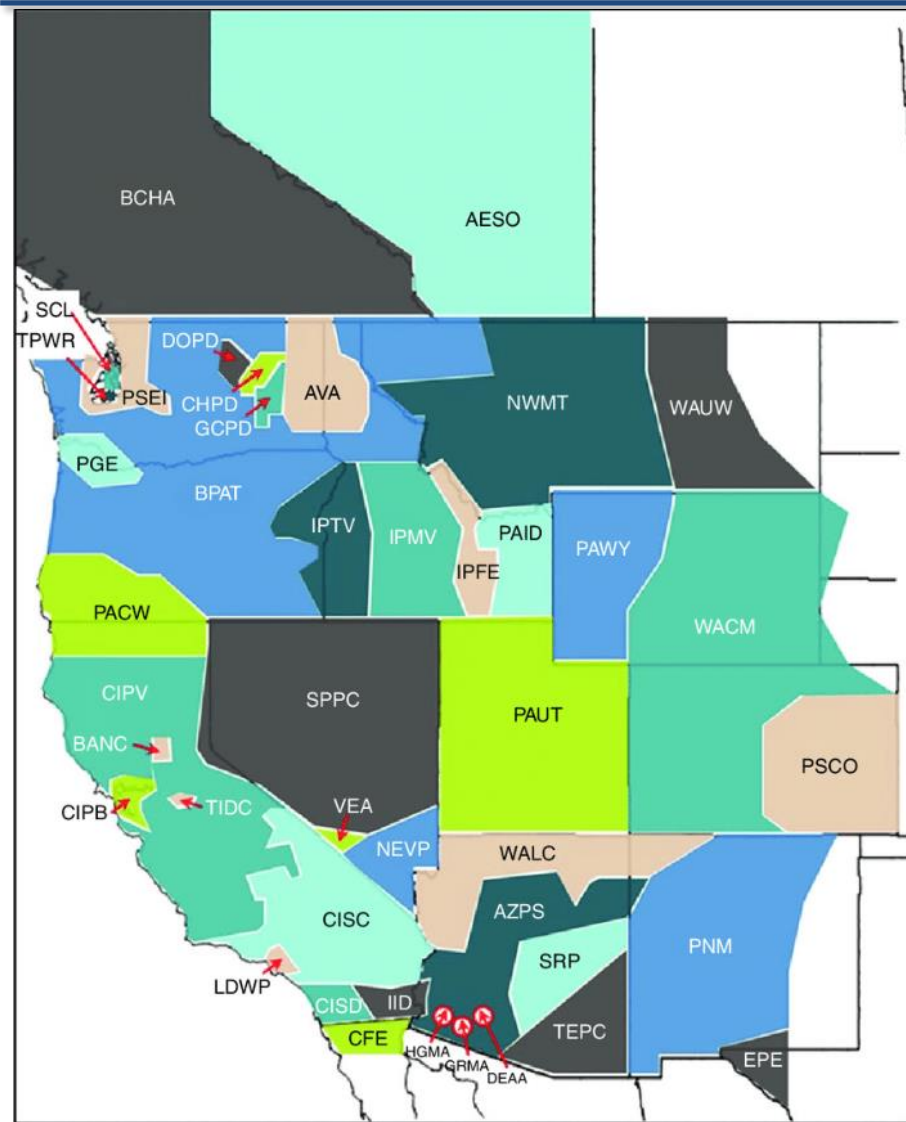 BCHA
AESO
SCL
TPWR
DOPD
PSEI
CHPD
GCPD
AVA
NWMT
WAUW
PGE
BPAT
IPTV
IPMV
IPFE
PAID
PAWY
PACW
WACM
CIPV
SPPC
PAUT
BANC
PSCO
CIPB
TIDC
VEA
NEVP
WALC
CISC
AZPS
PNM
SRP
LDWP
CISD
IID
TEPC
CFE
HGMA
GRMA
DEAA
EPE